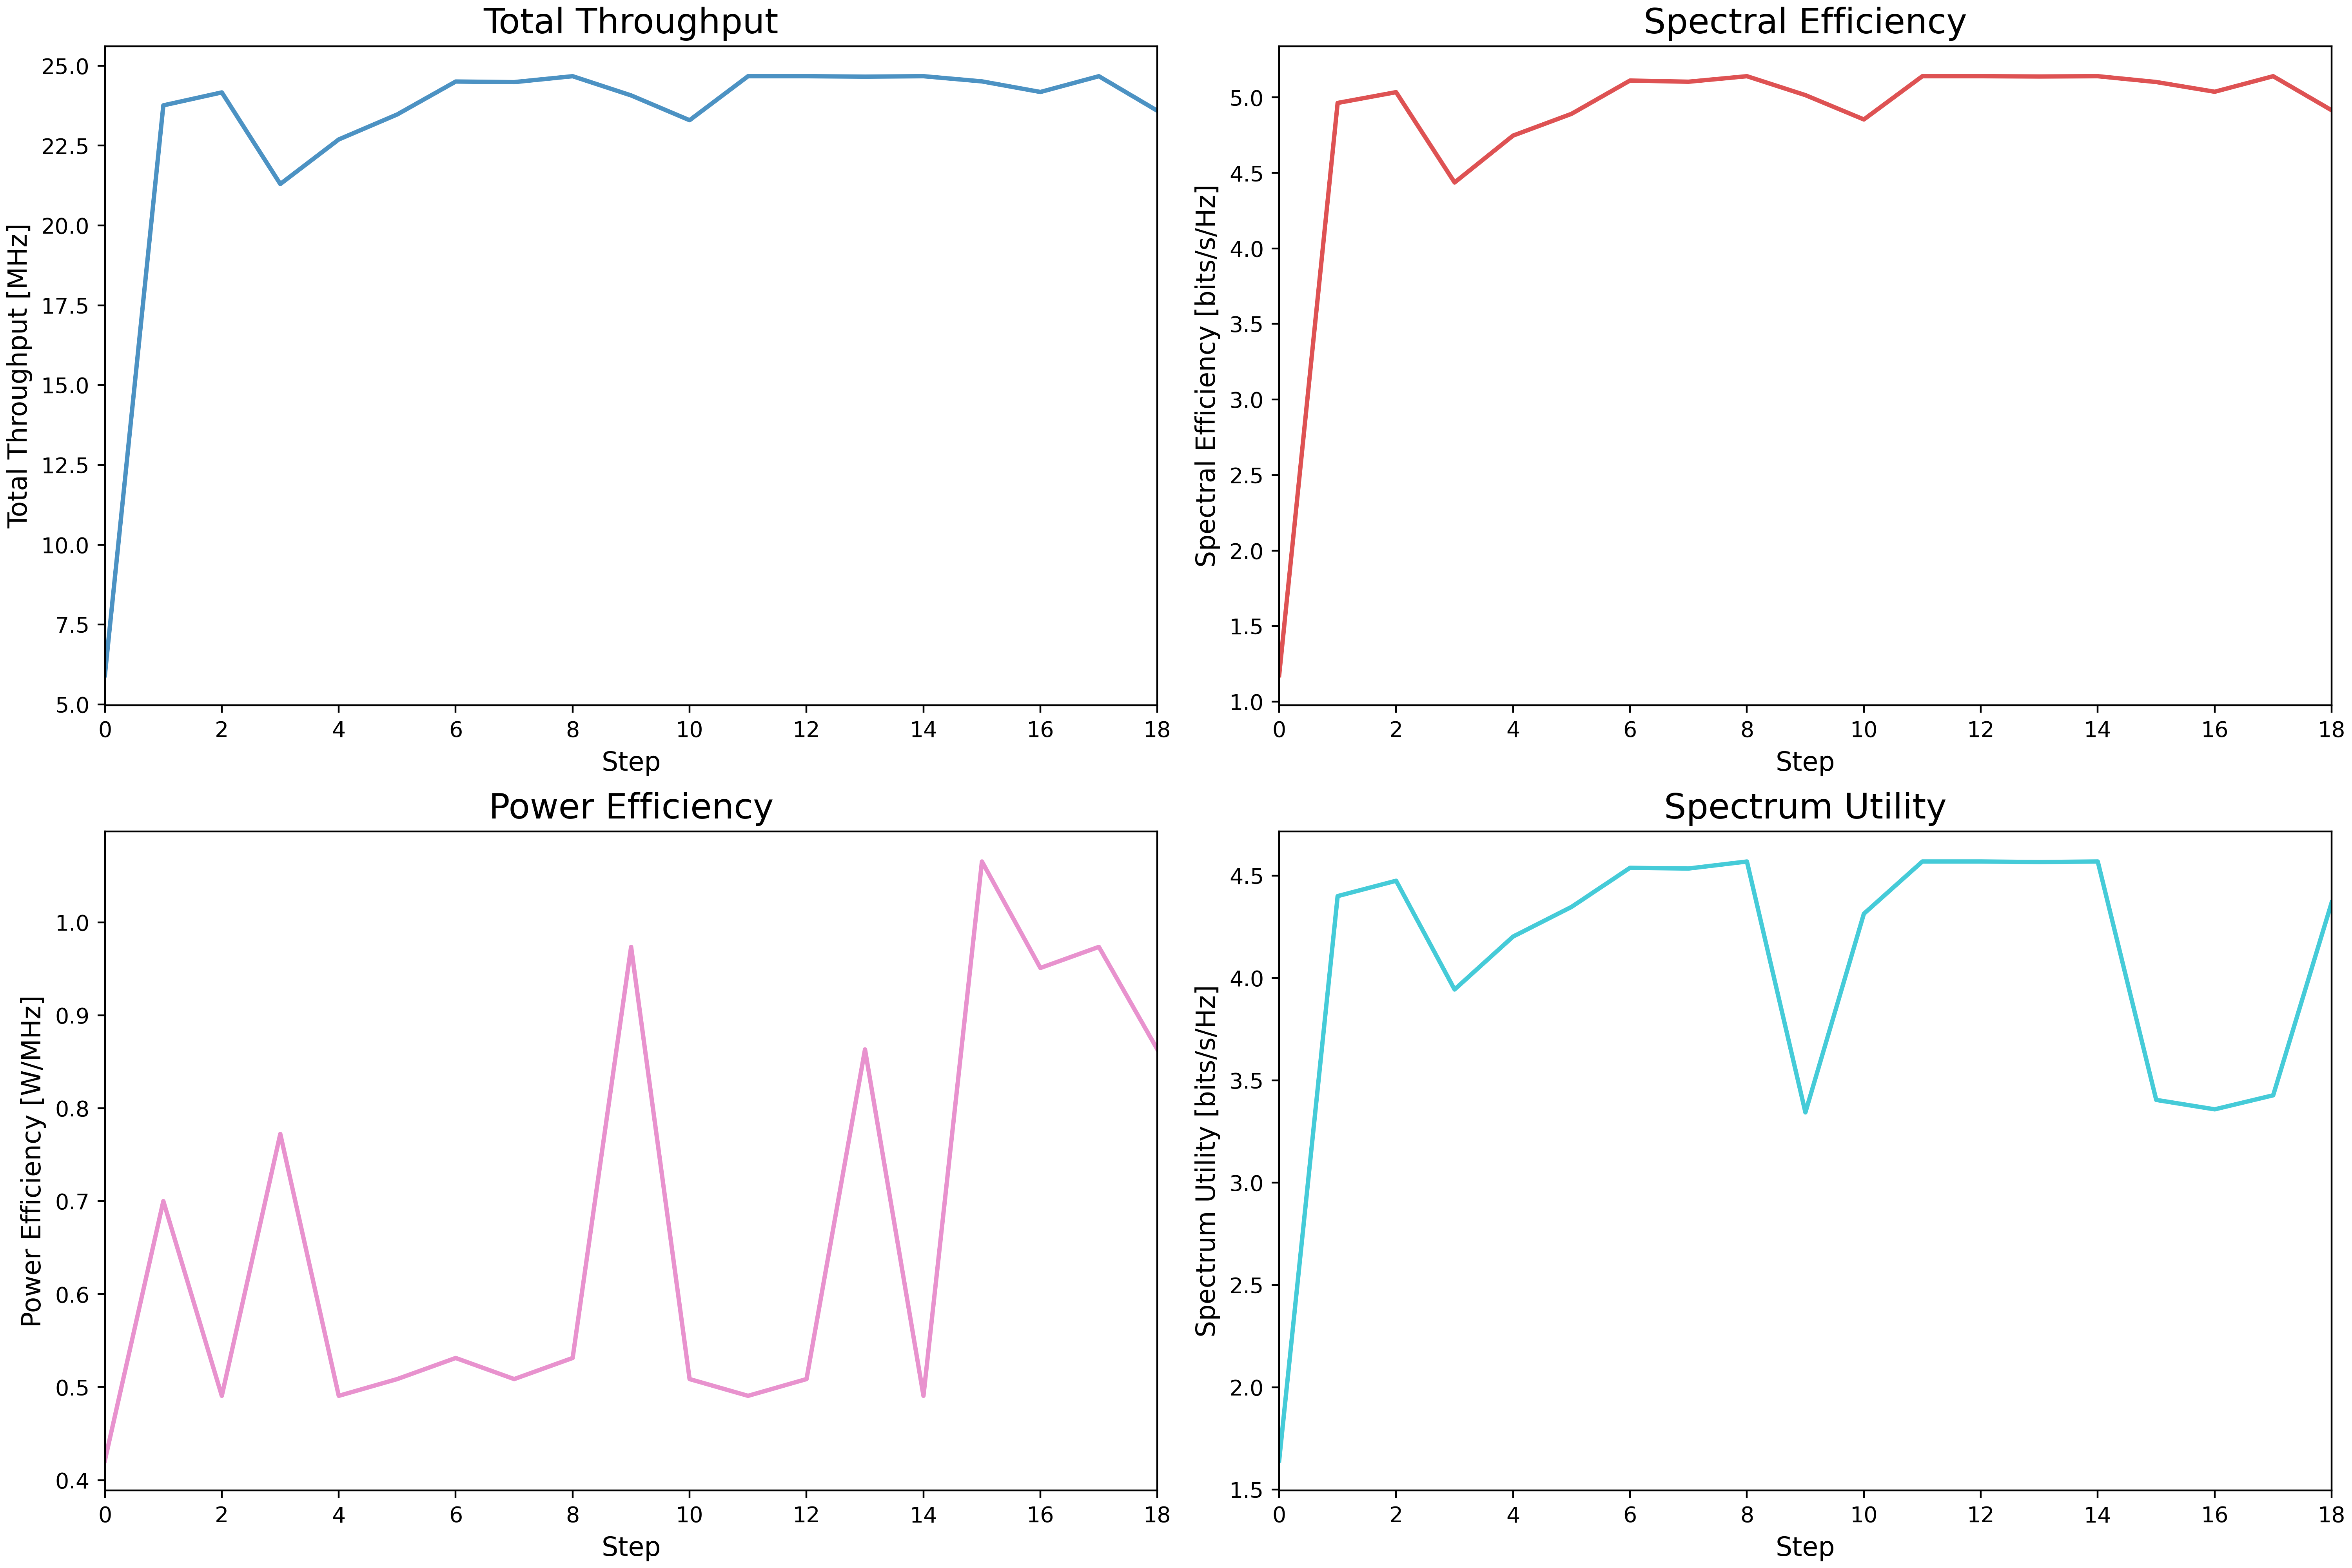 Total Throughput
Total Throughput [MHz]
25.0
22.5
20.0
17.5
15.0
12.5
10.0
7.5
5.0
0 2 4 6 8 10 12 14 16 18
Step
Spectral Efficiency
Spectral Efficiency [bits/s/Hz]
5.0
4.5
4.0
3.5
3.0
2.5
2.0
1.5
1.0
0 2 4 6 8 10 12 14 16 18
Step
Power Efficiency
Power Efficiency [W/MHz]
1.0
0.9
0.8
0.7
0.6
0.5
0.4
0 2 4 6 8 10 12 14 16 18
Step
Spectrum Utility
Spectrum Utility [bits/s/Hz]
4.5
4.0
3.5
3.0
2.5
2.0
1.5
0 2 4 6 8 10 12 14 16 18
Step